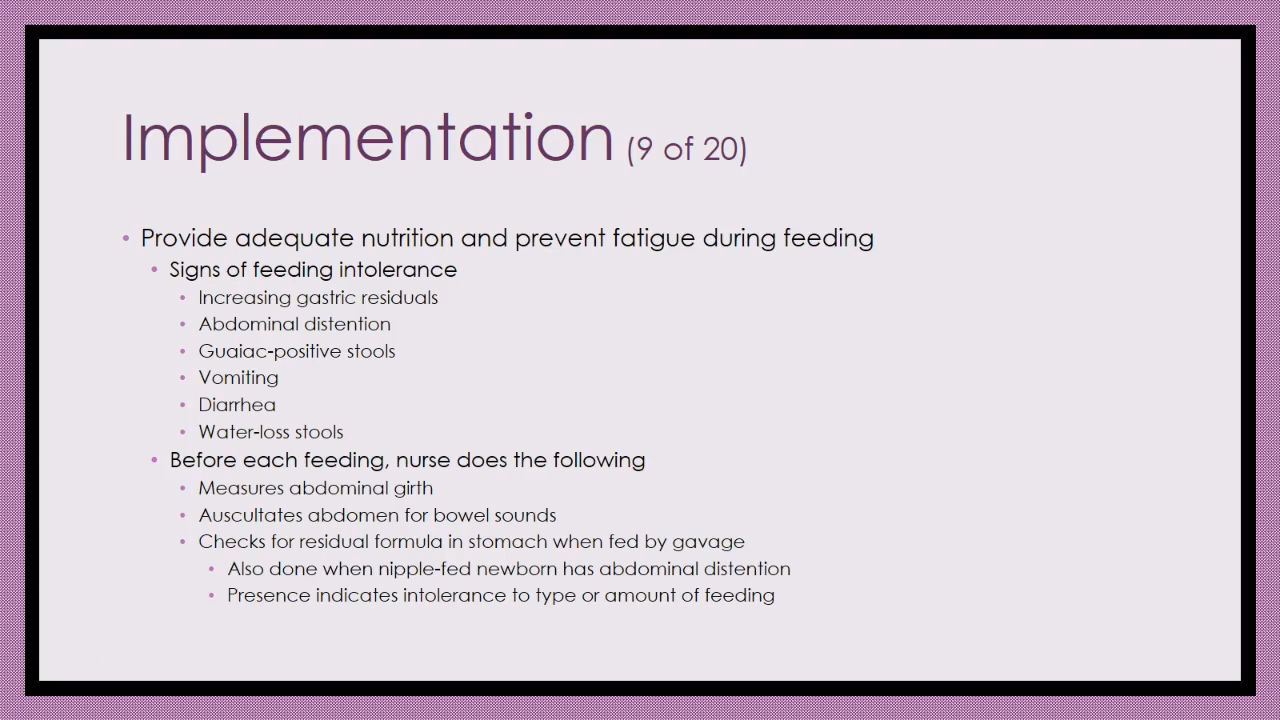 Implementation (9 of 20)
• Provide adequate nutrition and prevent fatigue during feeding
• Signs of feeding intolerance
• Increasing gastric residuals
• Abdominal distention
• Guaiac-positive stools
• Vomiting
• Diarrhea
• Water-loss stools
• Before each feeding, nurse does the following
• Measures abdominal girth
• Auscultates abdomen for bowel sounds
• Checks for residual formula in stomach when fed by gavage
• Also done when nipple-fed newborn has abdominal distention
• Presence indicates intolerance to type or amount of feeding